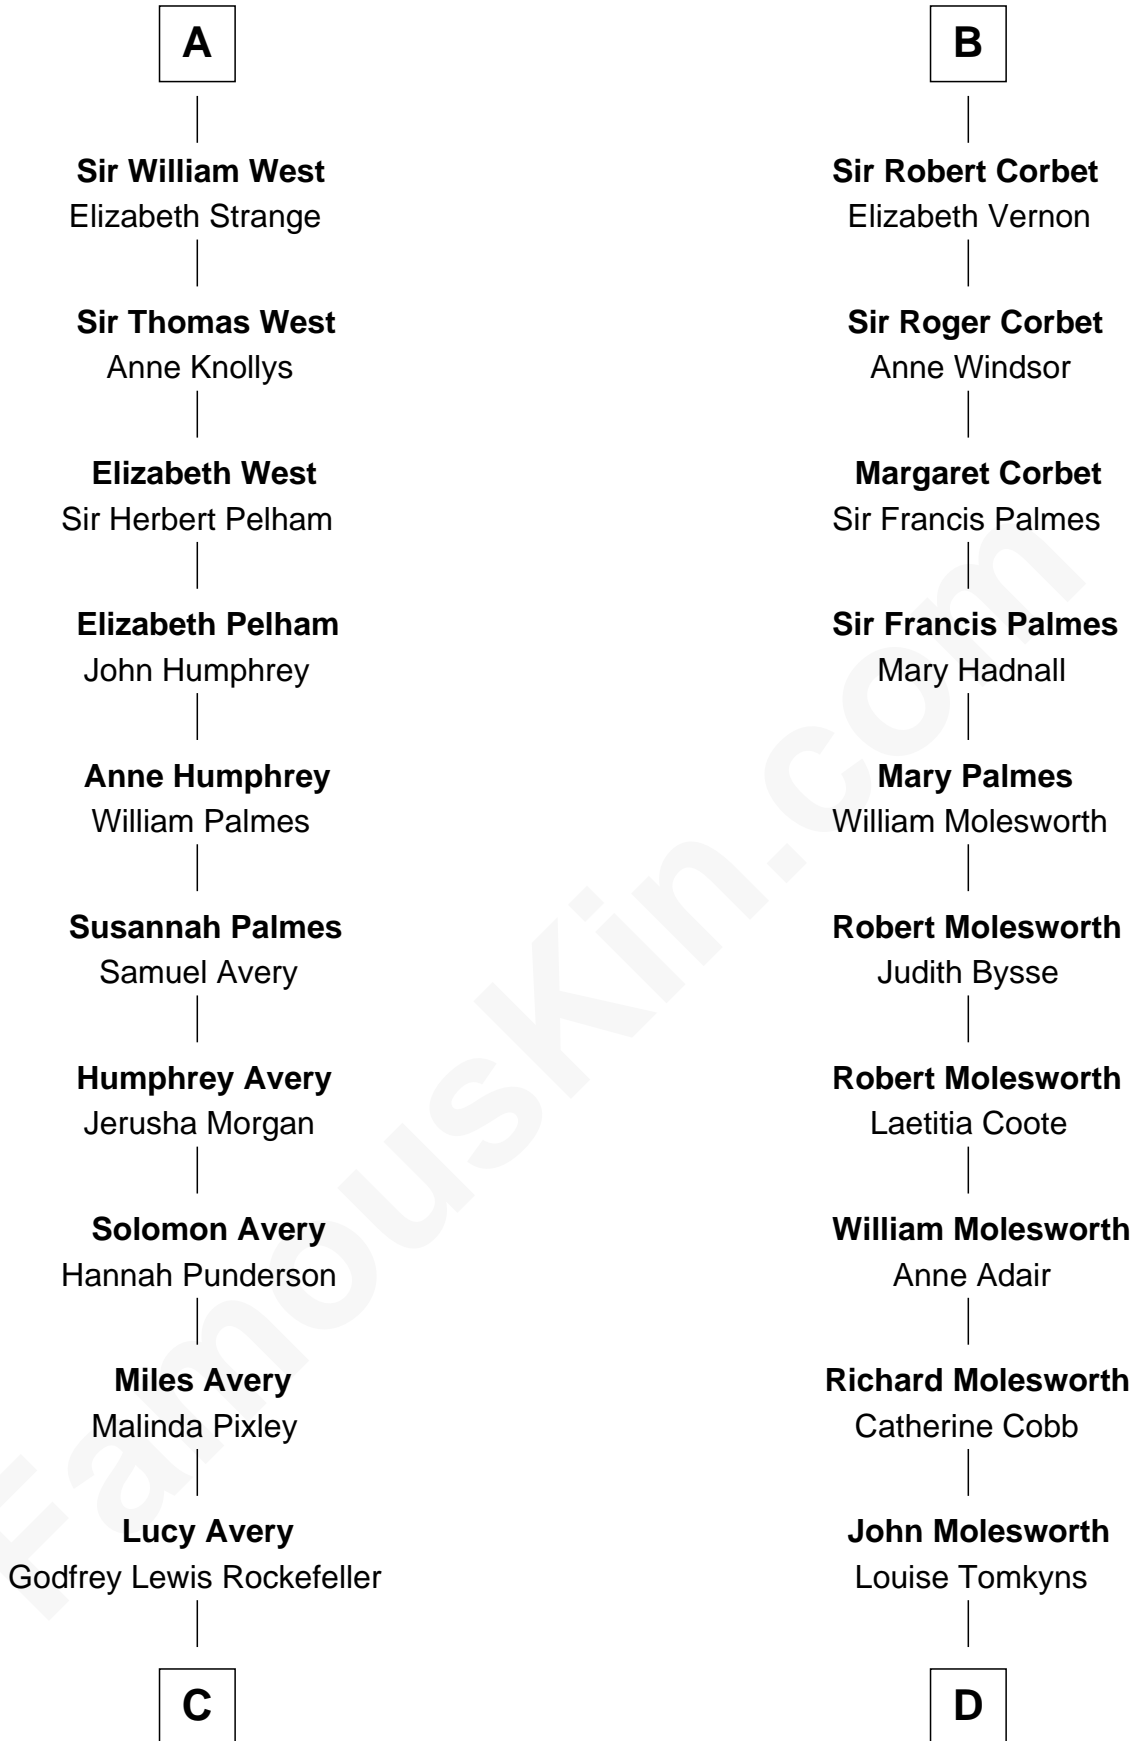 A
Sir William West
Elizabeth Strange
Sir Thomas West
Anne Knollys
Elizabeth West
Sir Herbert Pelham
Elizabeth Pelham
John Humphrey
Anne Humphrey
William Palmes
Susannah Palmes
Samuel Avery
Humphrey Avery
Jerusha Morgan
Solomon Avery
Hannah Punderson
Miles Avery
Malinda Pixley
Lucy Avery
Godfrey Lewis Rockefeller
C
B
Sir Robert Corbet
Elizabeth Vernon
Sir Roger Corbet
Anne Windsor
Margaret Corbet
Sir Francis Palmes
Sir Francis Palmes
Mary Hadnall
Mary Palmes
William Molesworth
Robert Molesworth
Judith Bysse
Robert Molesworth
Laetitia Coote
William Molesworth
Anne Adair
Richard Molesworth
Catherine Cobb
John Molesworth
Louise Tomkyns
D
FamousKin.com